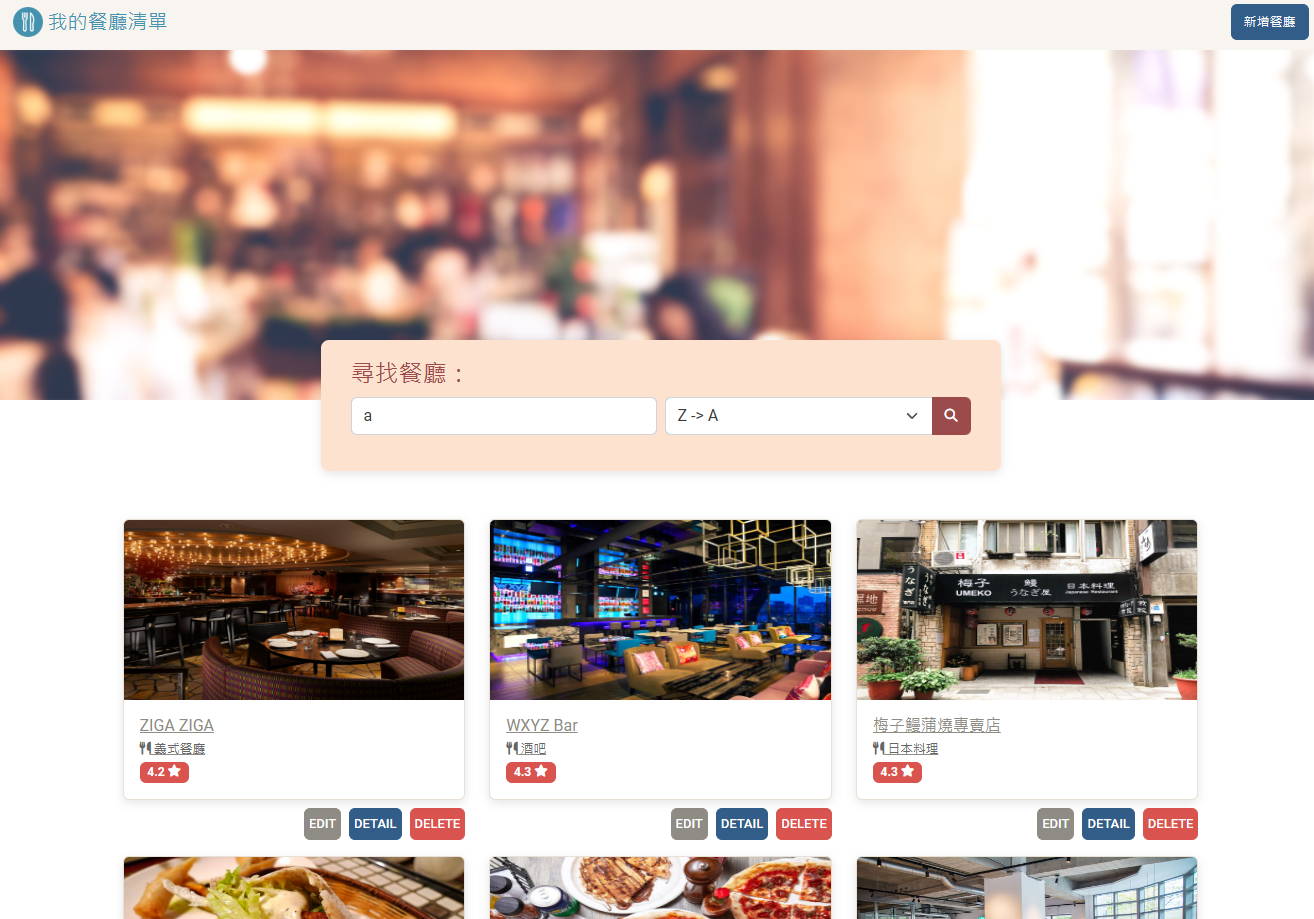 我的餐廳清單
新增餐廳
尋找餐廳：
a
Z -> A
梅子 鰻 日本料理
UMEKO うなぎ屋 Japanese Restaurant
うなぎ
ZIGA ZIGA
義式餐廳
4.2
EDIT DETAIL DELETE
WXYZ Bar
酒吧
4.3
EDIT DETAIL DELETE
梅子鰻蒲燒專賣店
日本料理
4.3
EDIT DETAIL DELETE